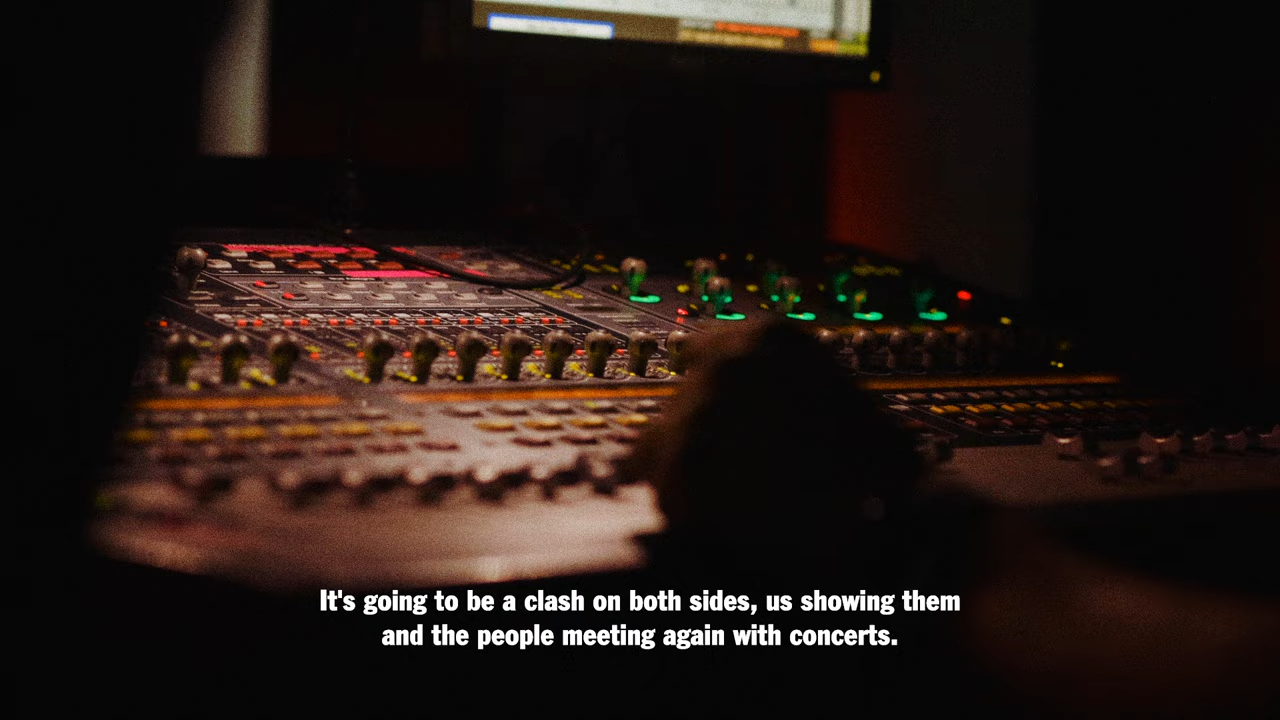 It's going to be a clash on both sides, us showing them
and the people meeting again with concerts.